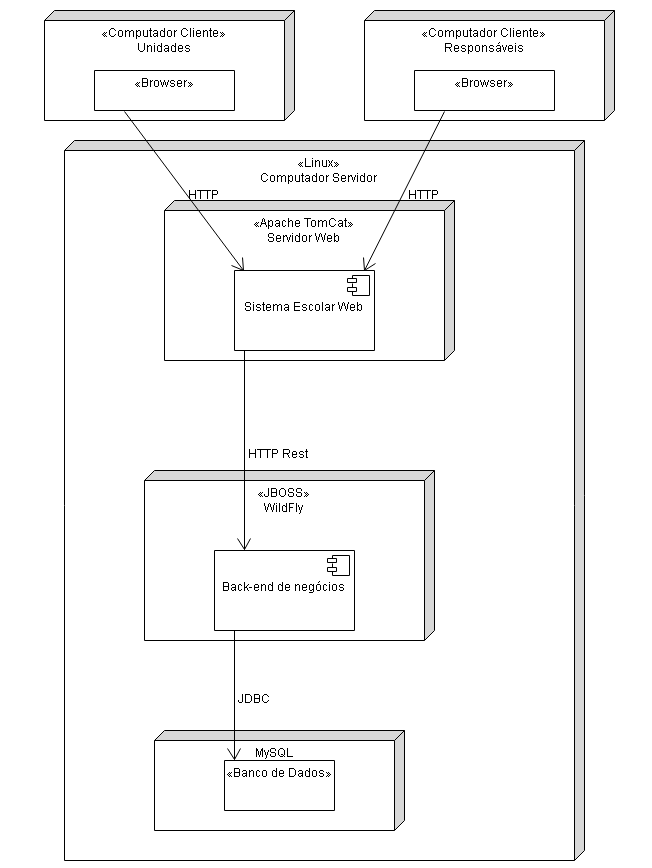 «Computador Cliente»
Unidades
«Browser»
«Computador Cliente»
Responsáveis
«Browser»
«Linux»
Computador Servidor
HTTP
HTTP
«Apache TomCat»
Servidor Web
Sistema Escolar Web
HTTP Rest
«JBOSS»
WildFly
Back-end de negócios
JDBC
MySQL
«Banco de Dados»